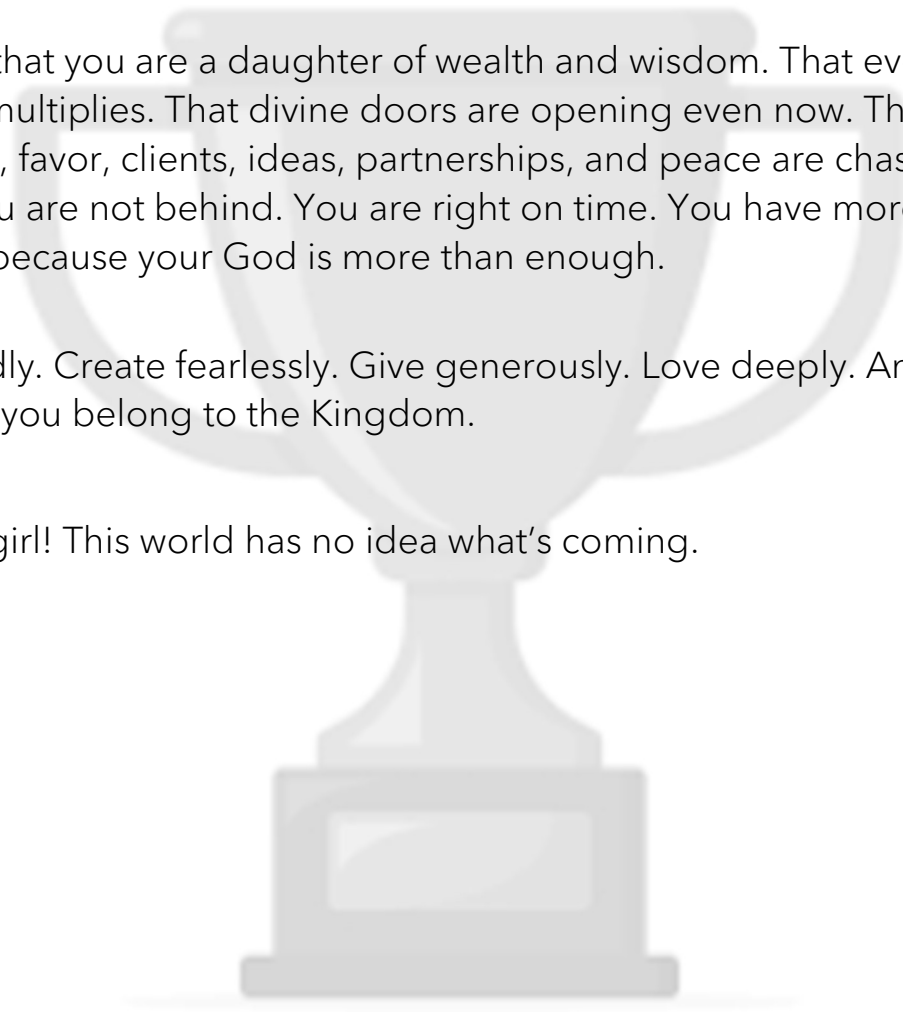 that you are a daughter of wealth and wisdom. That ev
multiplies. That divine doors are opening even now. Th
, favor, clients, ideas, partnerships, and peace are chas
u are not behind. You are right on time. You have more
because your God is more than enough.
dly. Create fearlessly. Give generously. Love deeply. An
you belong to the Kingdom.
girl! This world has no idea what’s coming.